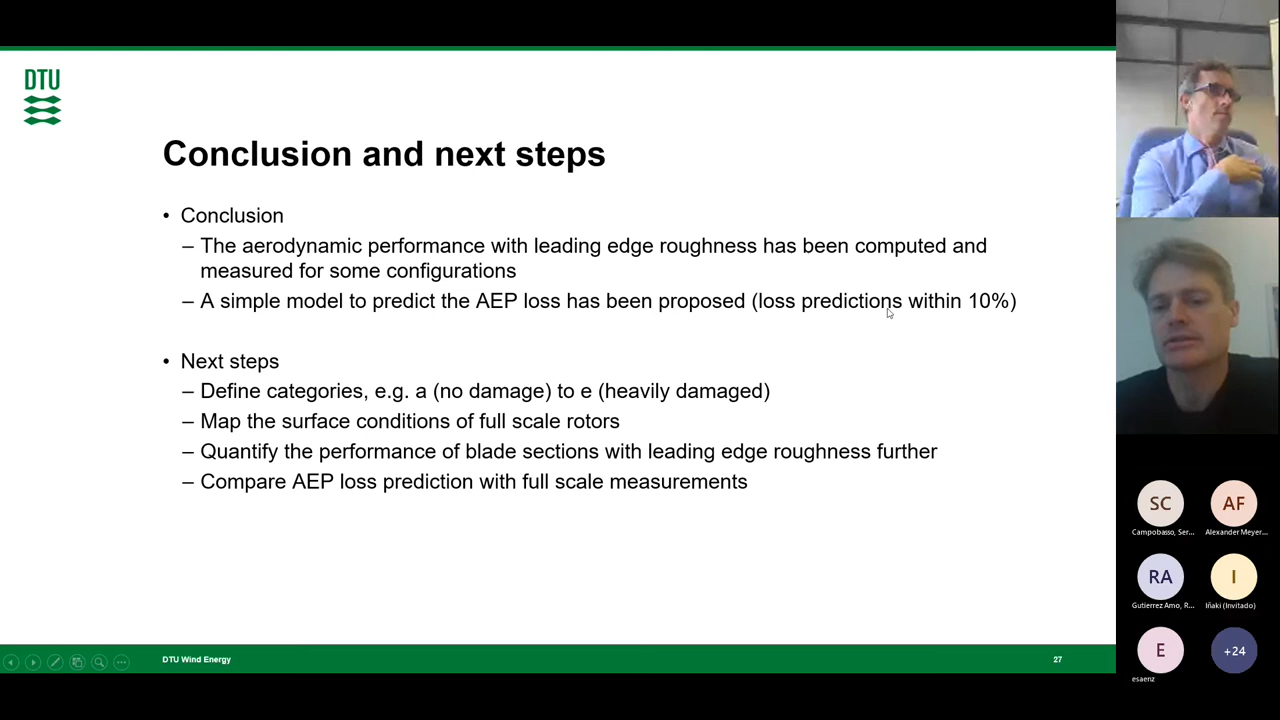 DTU
Conclusion and next steps
• Conclusion
– The aerodynamic performance with leading edge roughness has been computed and
measured for some configurations
– A simple model to predict the AEP loss has been proposed (loss predictions within 10%)
• Next steps
– Define categories, e.g. a (no damage) to e (heavily damaged)
– Map the surface conditions of full scale rotors
– Quantify the performance of blade sections with leading edge roughness further
– Compare AEP loss prediction with full scale measurements
DTU Wind Energy
27
SC
AF
Campobasso, Ser...
Alexander Meyer...
RA
I
Gutierrez Amo, R...
Iñaki (Invitado)
E
+24
esaenz